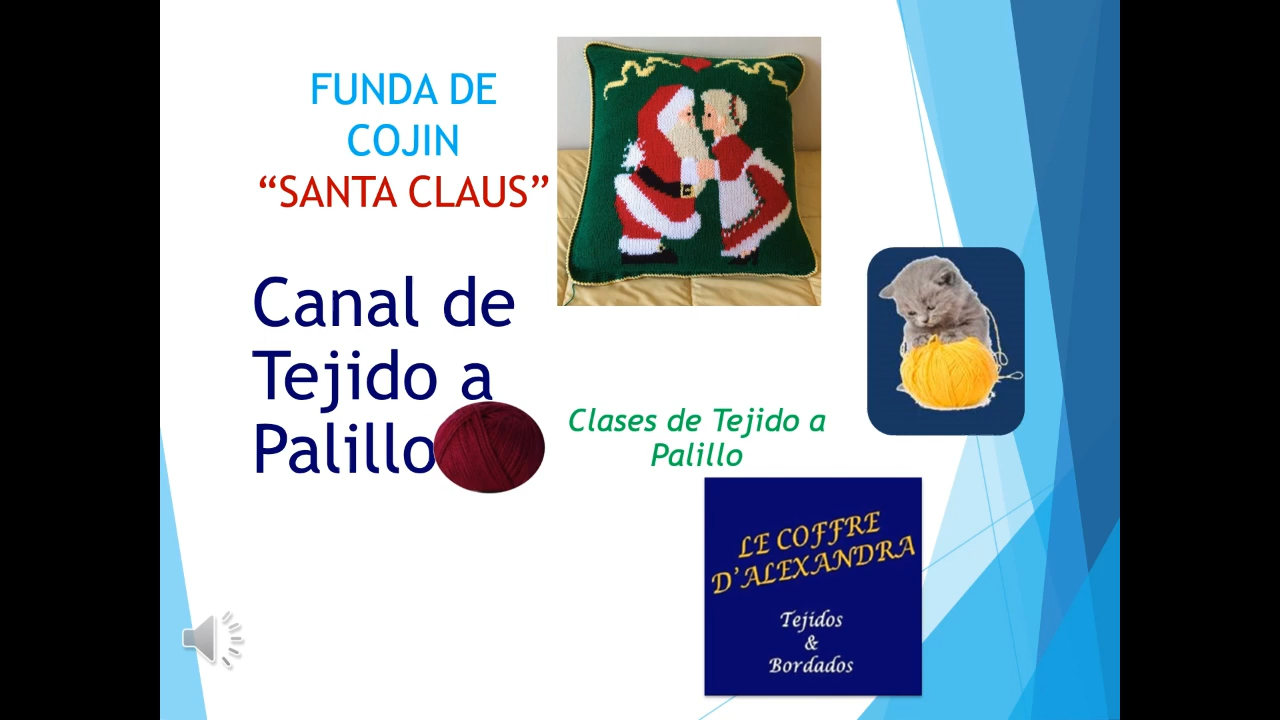 FUNDA DE
COJIN
“SANTA CLAUS”
Canal de
Tejido a
Palillo
Clases de Tejido a
Palillo
LE COFFRE
D’ALEXANDRA
Tejidos
&
Bordados